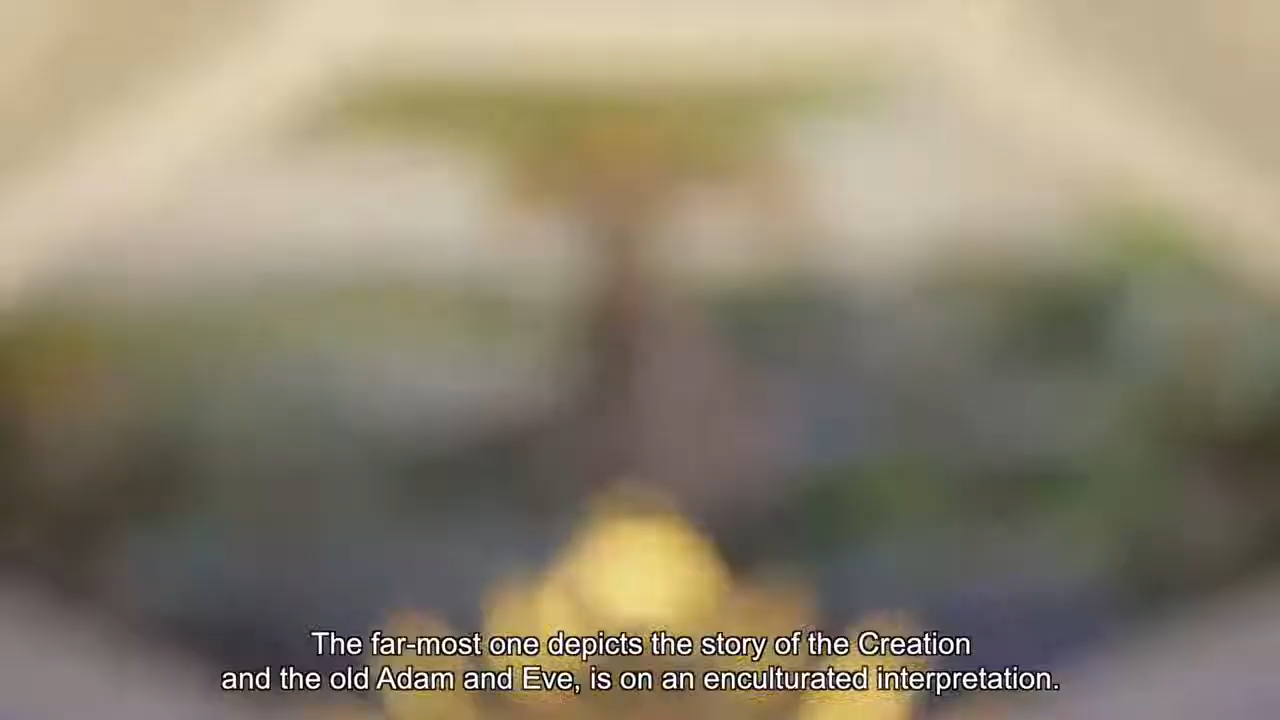 The far-most one depicts the story of the Creation
and the old Adam and Eve, is on an enculturated interpretation.